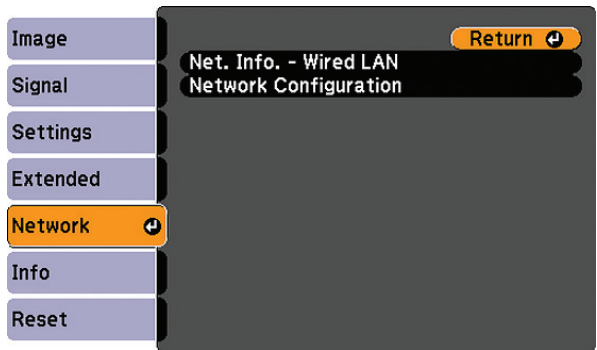 Image
Signal
Settings
Extended
Network
Info
Reset
Return
Net. Info. - Wired LAN
Network Configuration